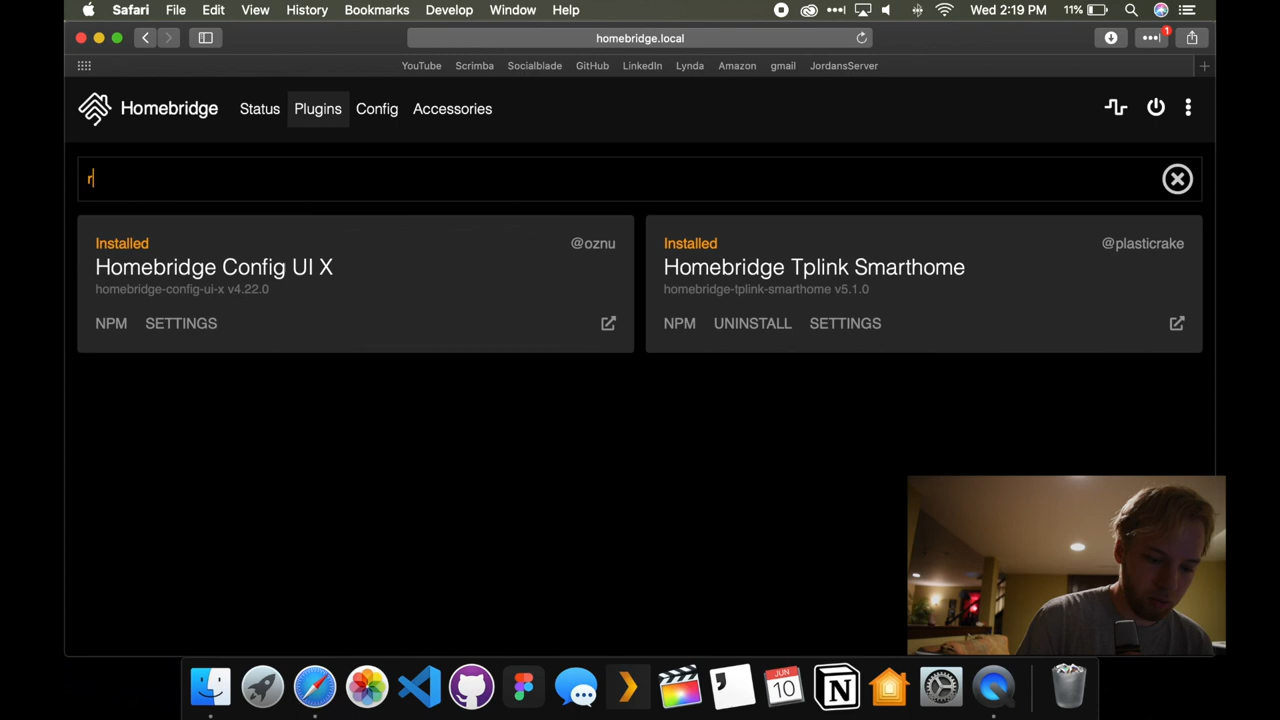 Safari File Edit View History Bookmarks Develop Window Help Wed 2:19 PM 11%
homebridge.local 1
YouTube Scrimba Socialblade GitHub LinkedIn Lynda Amazon gmail JordansServer
Homebridge Status Plugins Config Accessories
r
Installed @oznu
Homebridge Config UI X
homebridge-config-ui-x v4.22.0
NPM SETTINGS
Installed @plasticrake
Homebridge Tplink Smarthome
homebridge-tplink-smarthome v5.1.0
NPM UNINSTALL SETTINGS
JUN
10
N